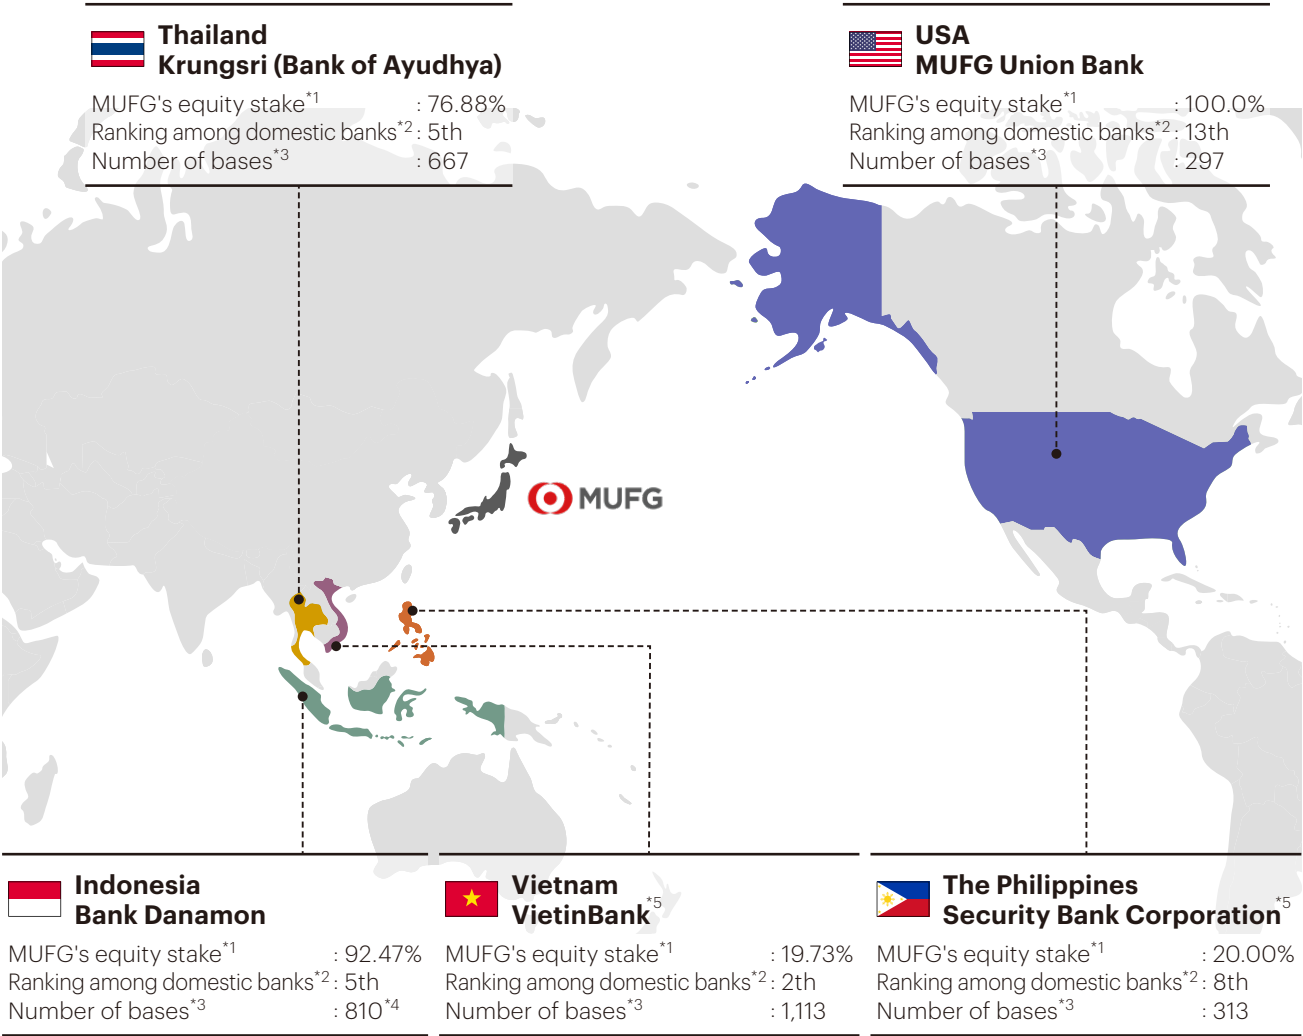 Thailand
Krungsri (Bank of Ayudhya)
MUFG's equity stake*1 : 76.88%
Ranking among domestic banks*2 : 5th
Number of bases*3 : 667
USA
MUFG Union Bank
MUFG's equity stake*1 : 100.0%
Ranking among domestic banks*2 : 13th
Number of bases*3 : 297
MUFG
Indonesia
Bank Danamon
MUFG's equity stake*1 : 92.47%
Ranking among domestic banks*2 : 5th
Number of bases*3 : 810*4
Vietnam
VietinBank*5
MUFG's equity stake*1 : 19.73%
Ranking among domestic banks*2 : 2th
Number of bases*3 : 1,113
The Philippines
Security Bank Corporation*5
MUFG's equity stake*1 : 20.00%
Ranking among domestic banks*2 : 8th
Number of bases*3 : 313